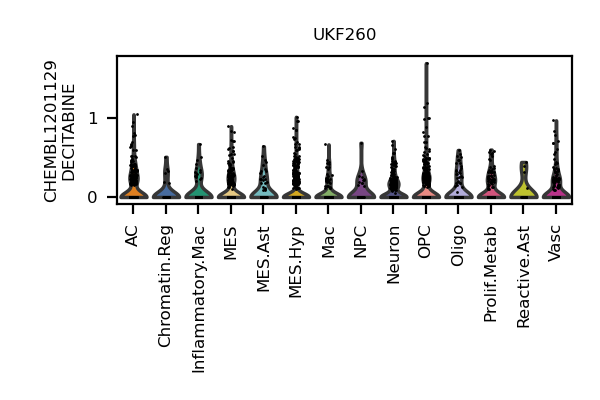 UKF260
CHEMBL1201129
DECITABINE
1
0
AC
Chromatin.Reg
Inflammatory.Mac
MES
MES.Ast
MES.Hyp
Mac
NPC
Neuron
OPC
Oligo
Prolif.Metab
Reactive.Ast
Vasc